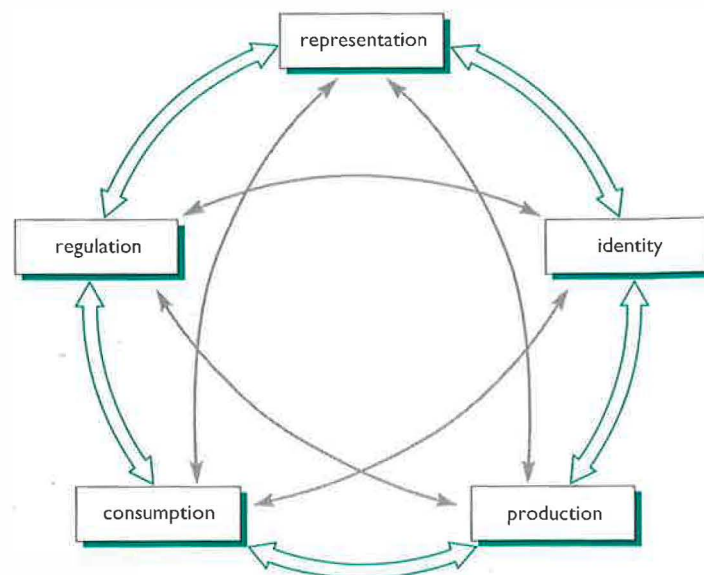 representation
regulation
identity
consumption
production